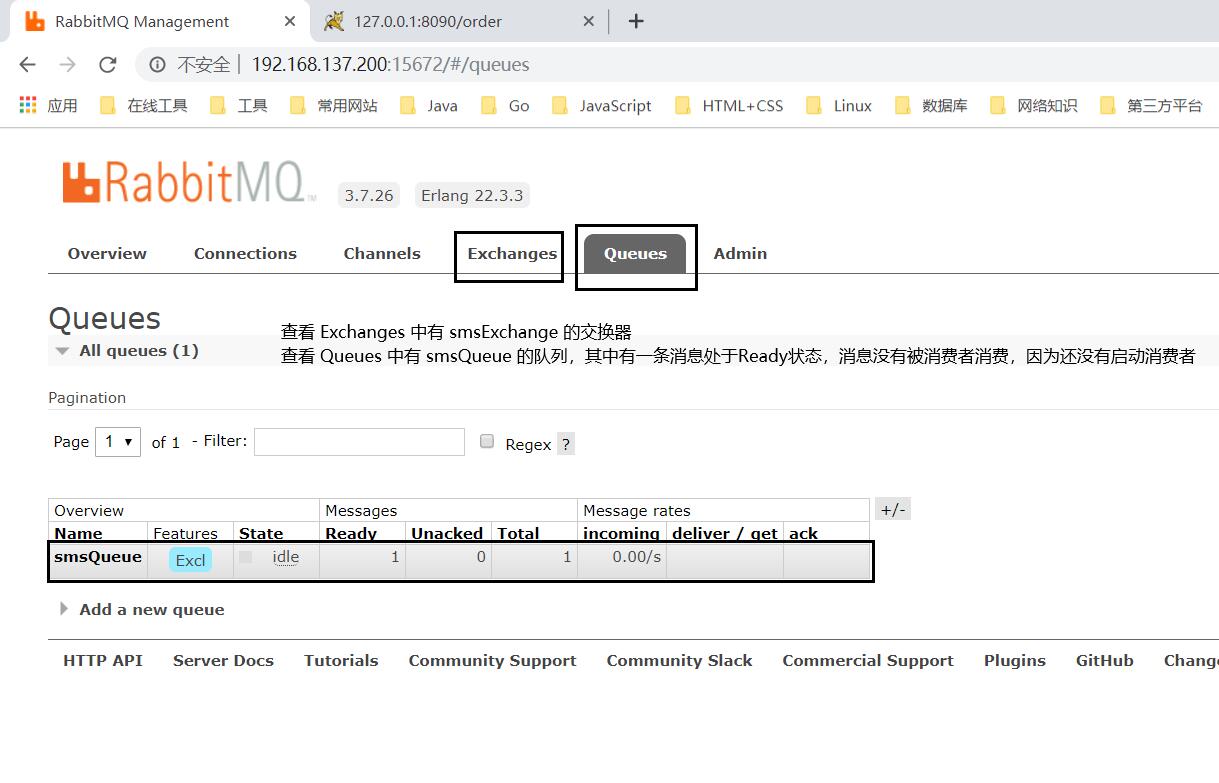 RabbitMQ Management
127.0.0.1:8090/order
不安全 192.168.137.200:15672/#/queues
应用 在线工具 工具 常用网站 Java Go JavaScript HTML+CSS Linux 数据库 网络知识 第三方平台
RabbitMQ TM 3.7.26 Erlang 22.3.3
Overview Connections Channels Exchanges Queues Admin
Queues
查看 Exchanges 中有 smsExchange 的交换器
All queues (1)
查看 Queues 中有 smsQueue 的队列，其中有一条消息处于Ready状态，消息没有被消费者消费，因为还没有启动消费者
Pagination
Page 1 of 1 - Filter: Regex ?
Overview Messages Message rates +/-
Name Features State Ready Unacked Total incoming deliver / get ack
smsQueue Excl idle 1 0 1 0.00/s
Add a new queue
HTTP API Server Docs Tutorials Community Support Community Slack Commercial Support Plugins GitHub Chang